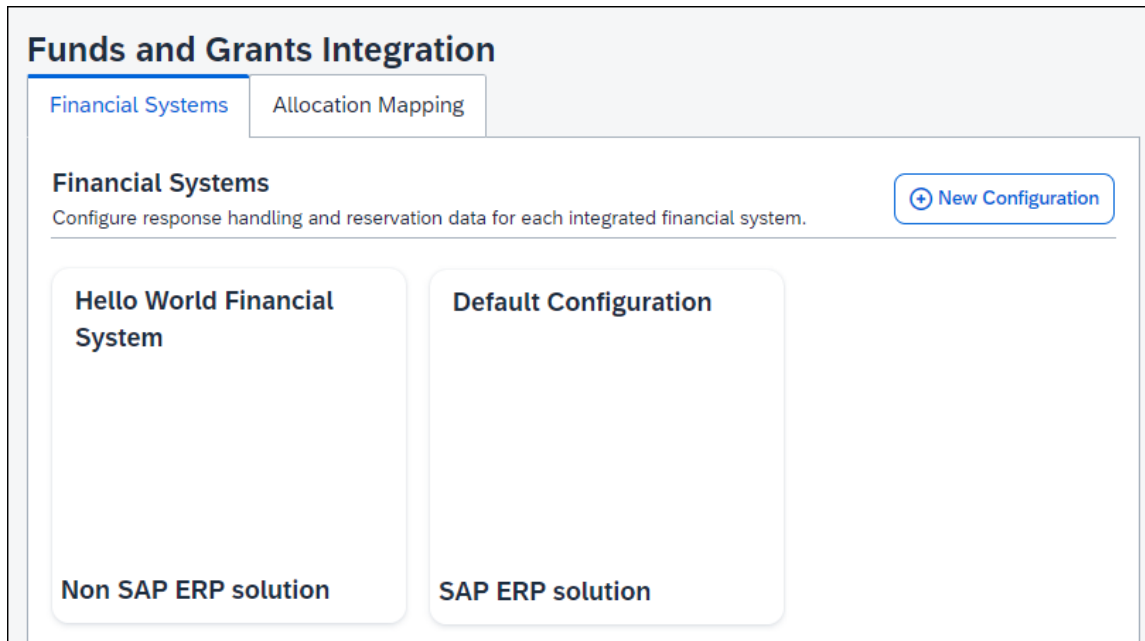 Funds and Grants Integration
Financial Systems
Allocation Mapping
Financial Systems
Configure response handling and reservation data for each integrated financial system.
New Configuration
Hello World Financial
System
Non SAP ERP solution
Default Configuration
SAP ERP solution